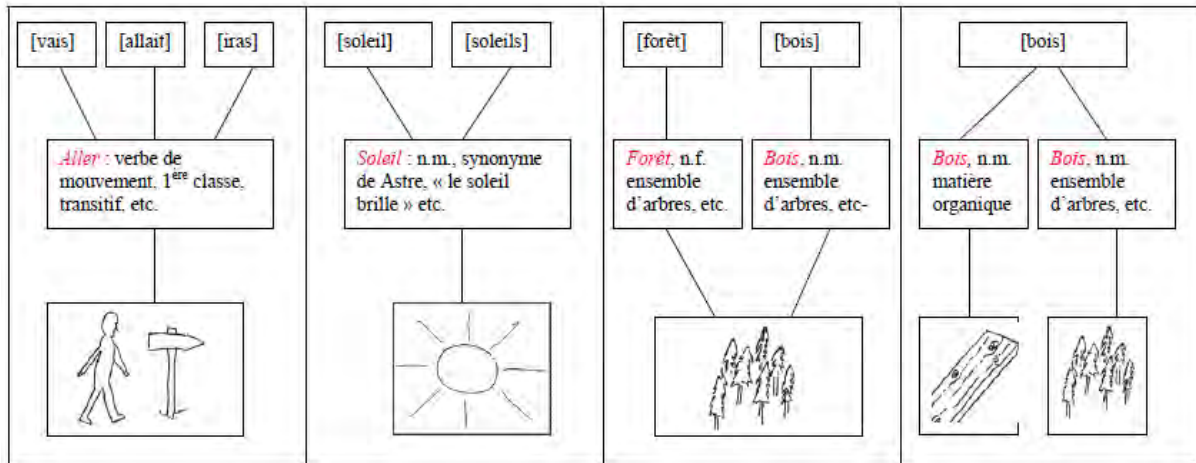 [vais] [allait] [iras]
Aller : verbe de
mouvement, 1ère classe,
transitif, etc.
[soleil] [soleils]
Soleil : n.m., synonyme
de Astre, « le soleil
brille » etc.
[forêt] [bois]
Forêt, n.f.
ensemble
d’arbres, etc.
Bois, n.m.
ensemble
d’arbres, etc-
[bois]
Bois, n.m.
matière
organique
Bois, n.m.
ensemble
d’arbres, etc.